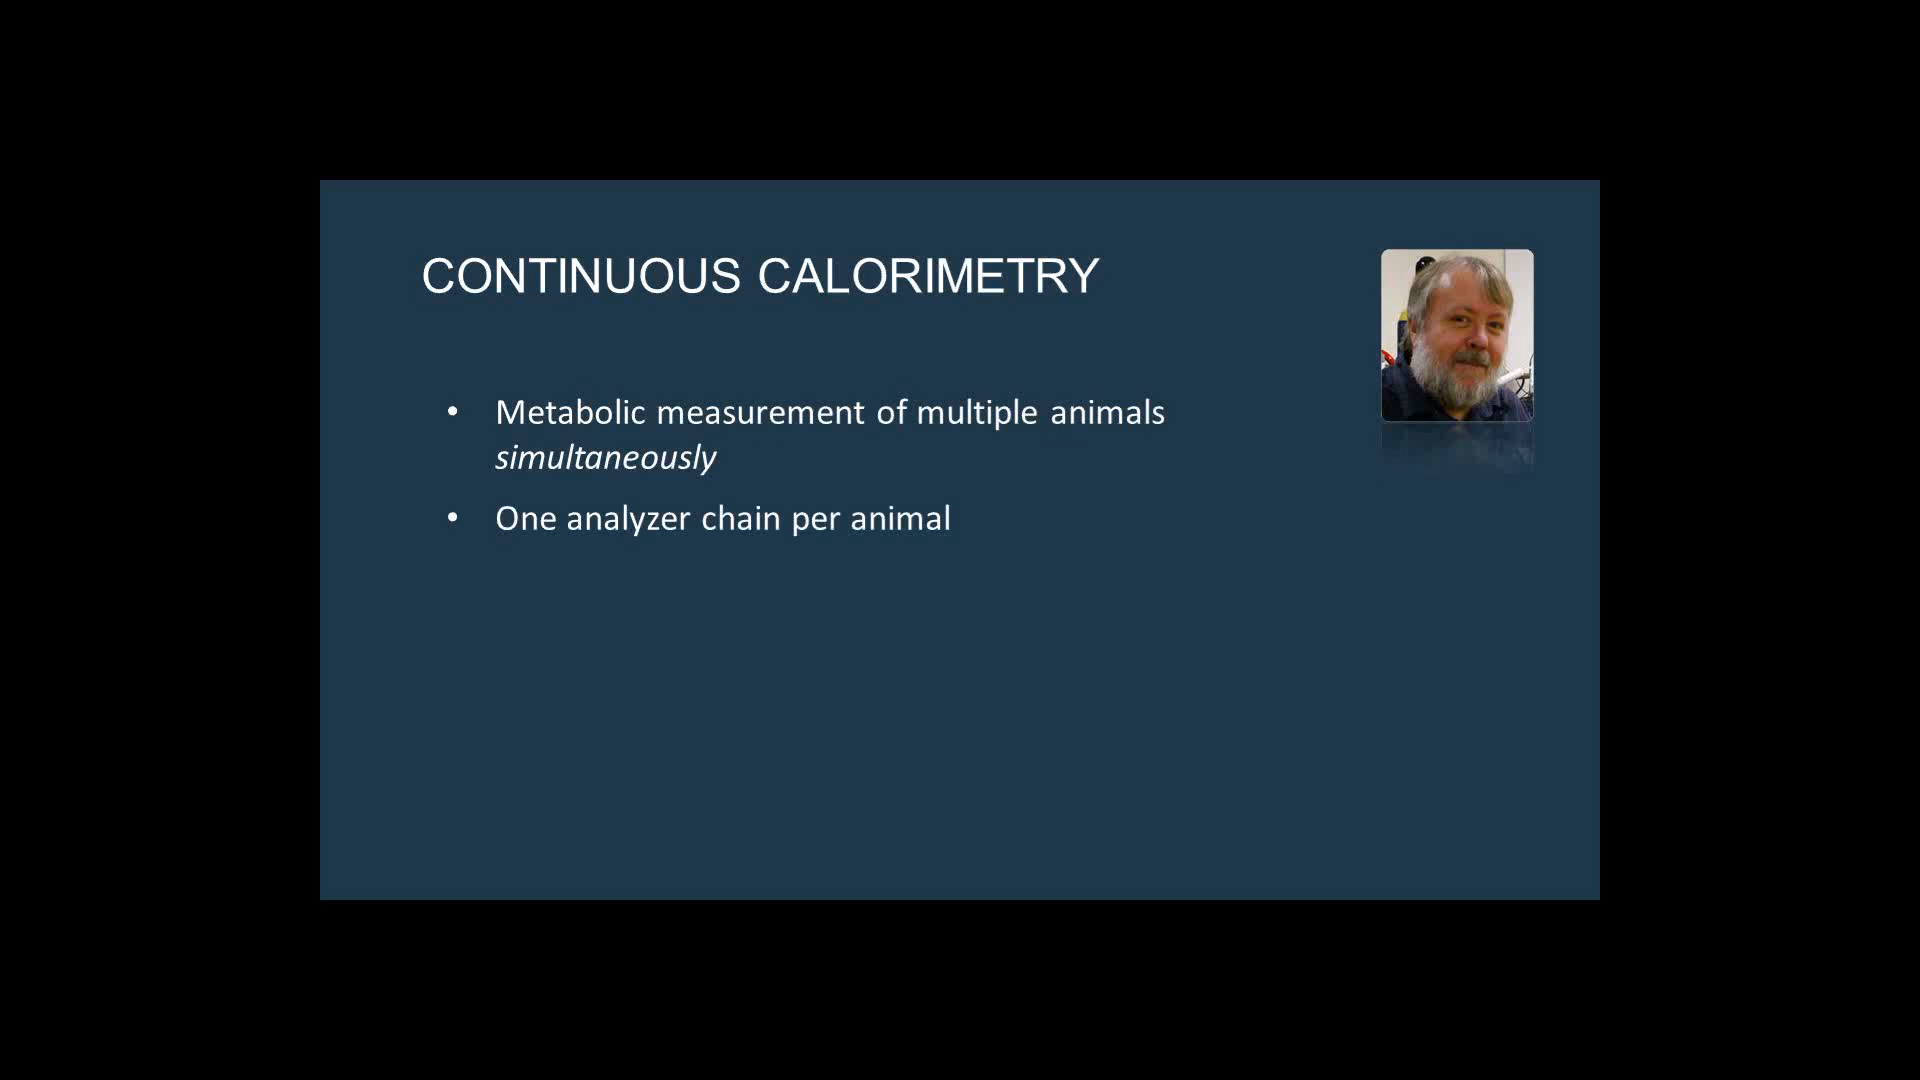 CONTINUOUS CALORIMETRY
• Metabolic measurement of multiple animals
simultaneously
• One analyzer chain per animal